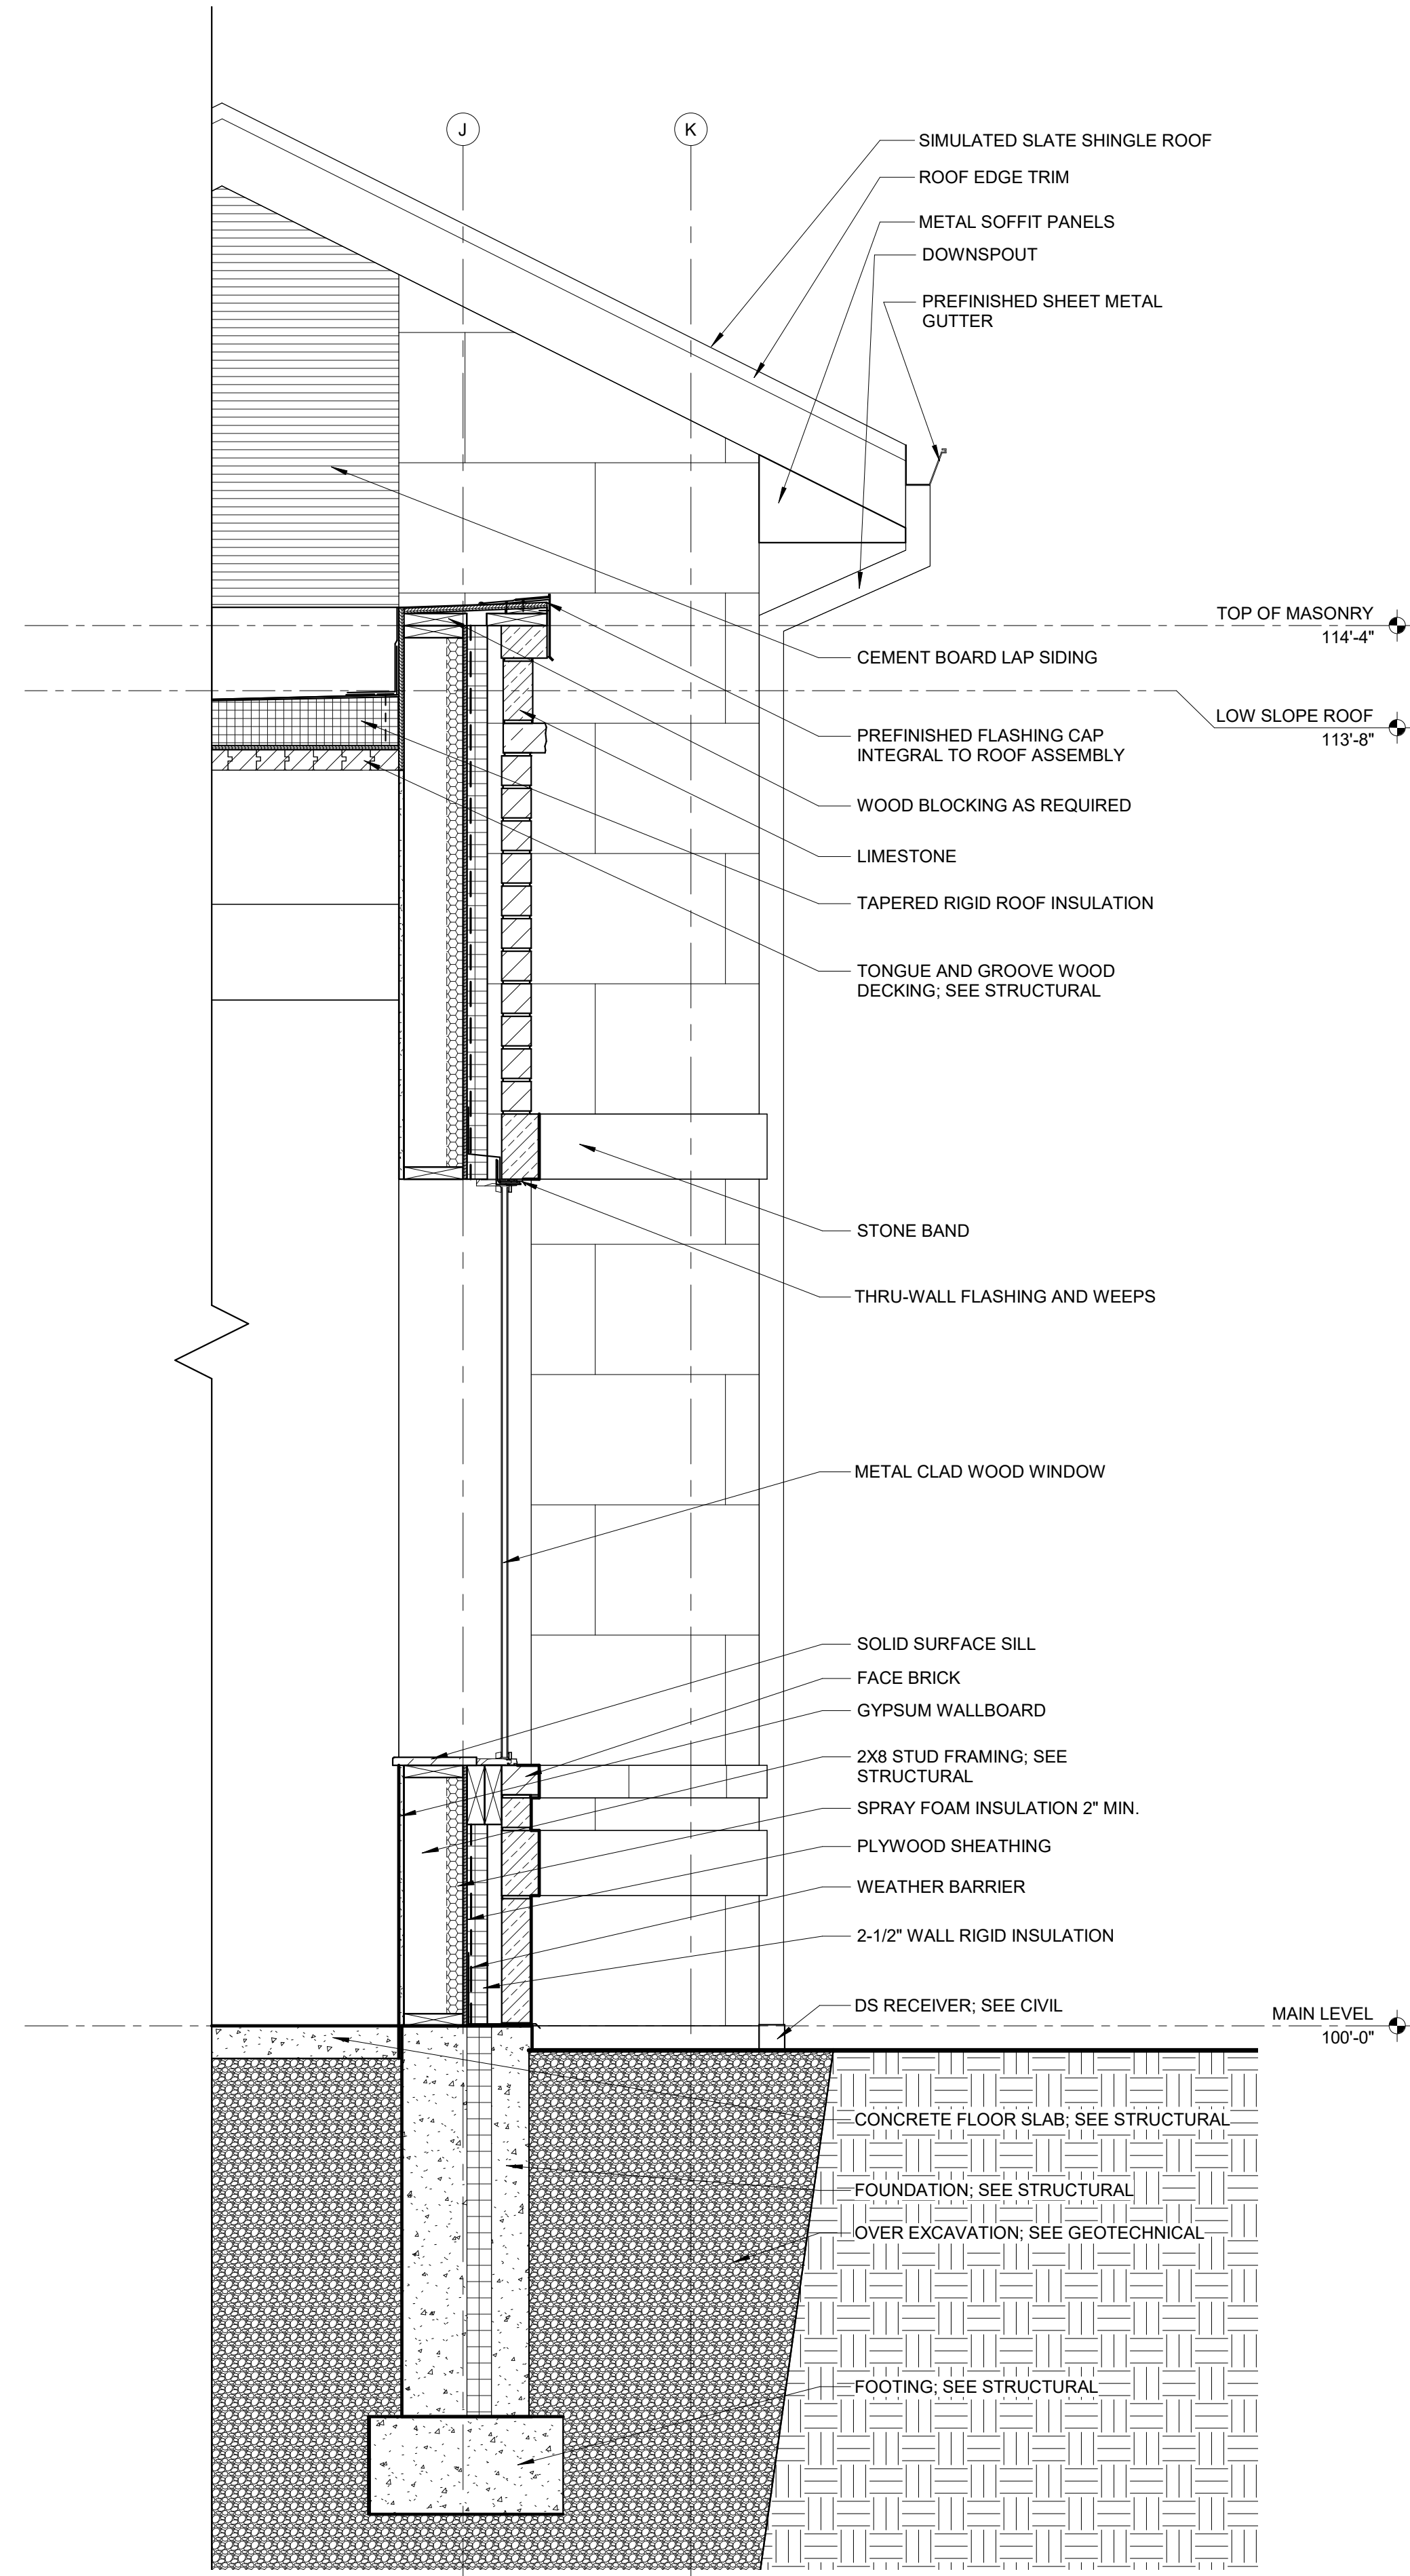 J
K
SIMULATED SLATE SHINGLE ROOF
ROOF EDGE TRIM
METAL SOFFIT PANELS
DOWNSPOUT
PREFINISHED SHEET METAL
GUTTER
TOP OF MASONRY
114'-4"
CEMENT BOARD LAP SIDING
LOW SLOPE ROOF
113'-8"
PREFINISHED FLASHING CAP
INTEGRAL TO ROOF ASSEMBLY
WOOD BLOCKING AS REQUIRED
LIMESTONE
TAPERED RIGID ROOF INSULATION
TONGUE AND GROOVE WOOD
DECKING; SEE STRUCTURAL
STONE BAND
THRU-WALL FLASHING AND WEEPS
METAL CLAD WOOD WINDOW
SOLID SURFACE SILL
FACE BRICK
GYPSUM WALLBOARD
2X8 STUD FRAMING; SEE
STRUCTURAL
SPRAY FOAM INSULATION 2" MIN.
PLYWOOD SHEATHING
WEATHER BARRIER
2-1/2" WALL RIGID INSULATION
DS RECEIVER; SEE CIVIL
MAIN LEVEL
100'-0"
CONCRETE FLOOR SLAB; SEE STRUCTURAL
FOUNDATION; SEE STRUCTURAL
OVER EXCAVATION; SEE GEOTECHNICAL
FOOTING; SEE STRUCTURAL